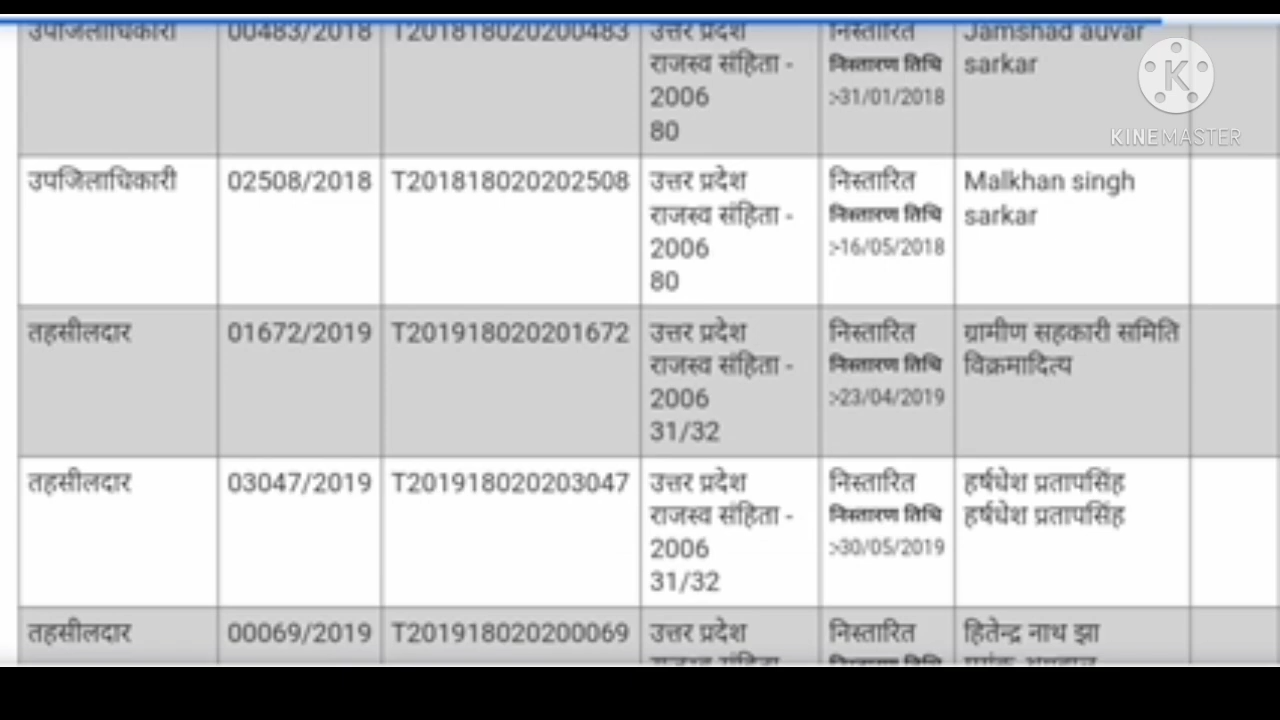 उपजिलाधिकारी 00483/2018 T201818020200483 उत्तर प्रदेश निस्तारित Jamshad auvar
राजस्व संहिता - निस्तारण तिथि sarkar
2006 :-31/01/2018
80
K
KINEMASTER
उपजिलाधिकारी 02508/2018 T201818020202508 उत्तर प्रदेश निस्तारित Malkhan singh
राजस्व संहिता - निस्तारण तिथि sarkar
2006 :-16/05/2018
80
तहसीलदार 01672/2019 T201918020201672 उत्तर प्रदेश निस्तारित ग्रामीण सहकारी समिति
राजस्व संहिता - निस्तारण तिथि विक्रमादित्य
2006 :-23/04/2019
31/32
तहसीलदार 03047/2019 T201918020203047 उत्तर प्रदेश निस्तारित हर्षधेश प्रतापसिंह
राजस्व संहिता - निस्तारण तिथि हर्षधेश प्रतापसिंह
2006 :-30/05/2019
31/32
तहसीलदार 00069/2019 T201918020200069 उत्तर प्रदेश निस्तारित हितेन्द्र नाथ झा
राजस्व संहिता निस्तारण तिथि